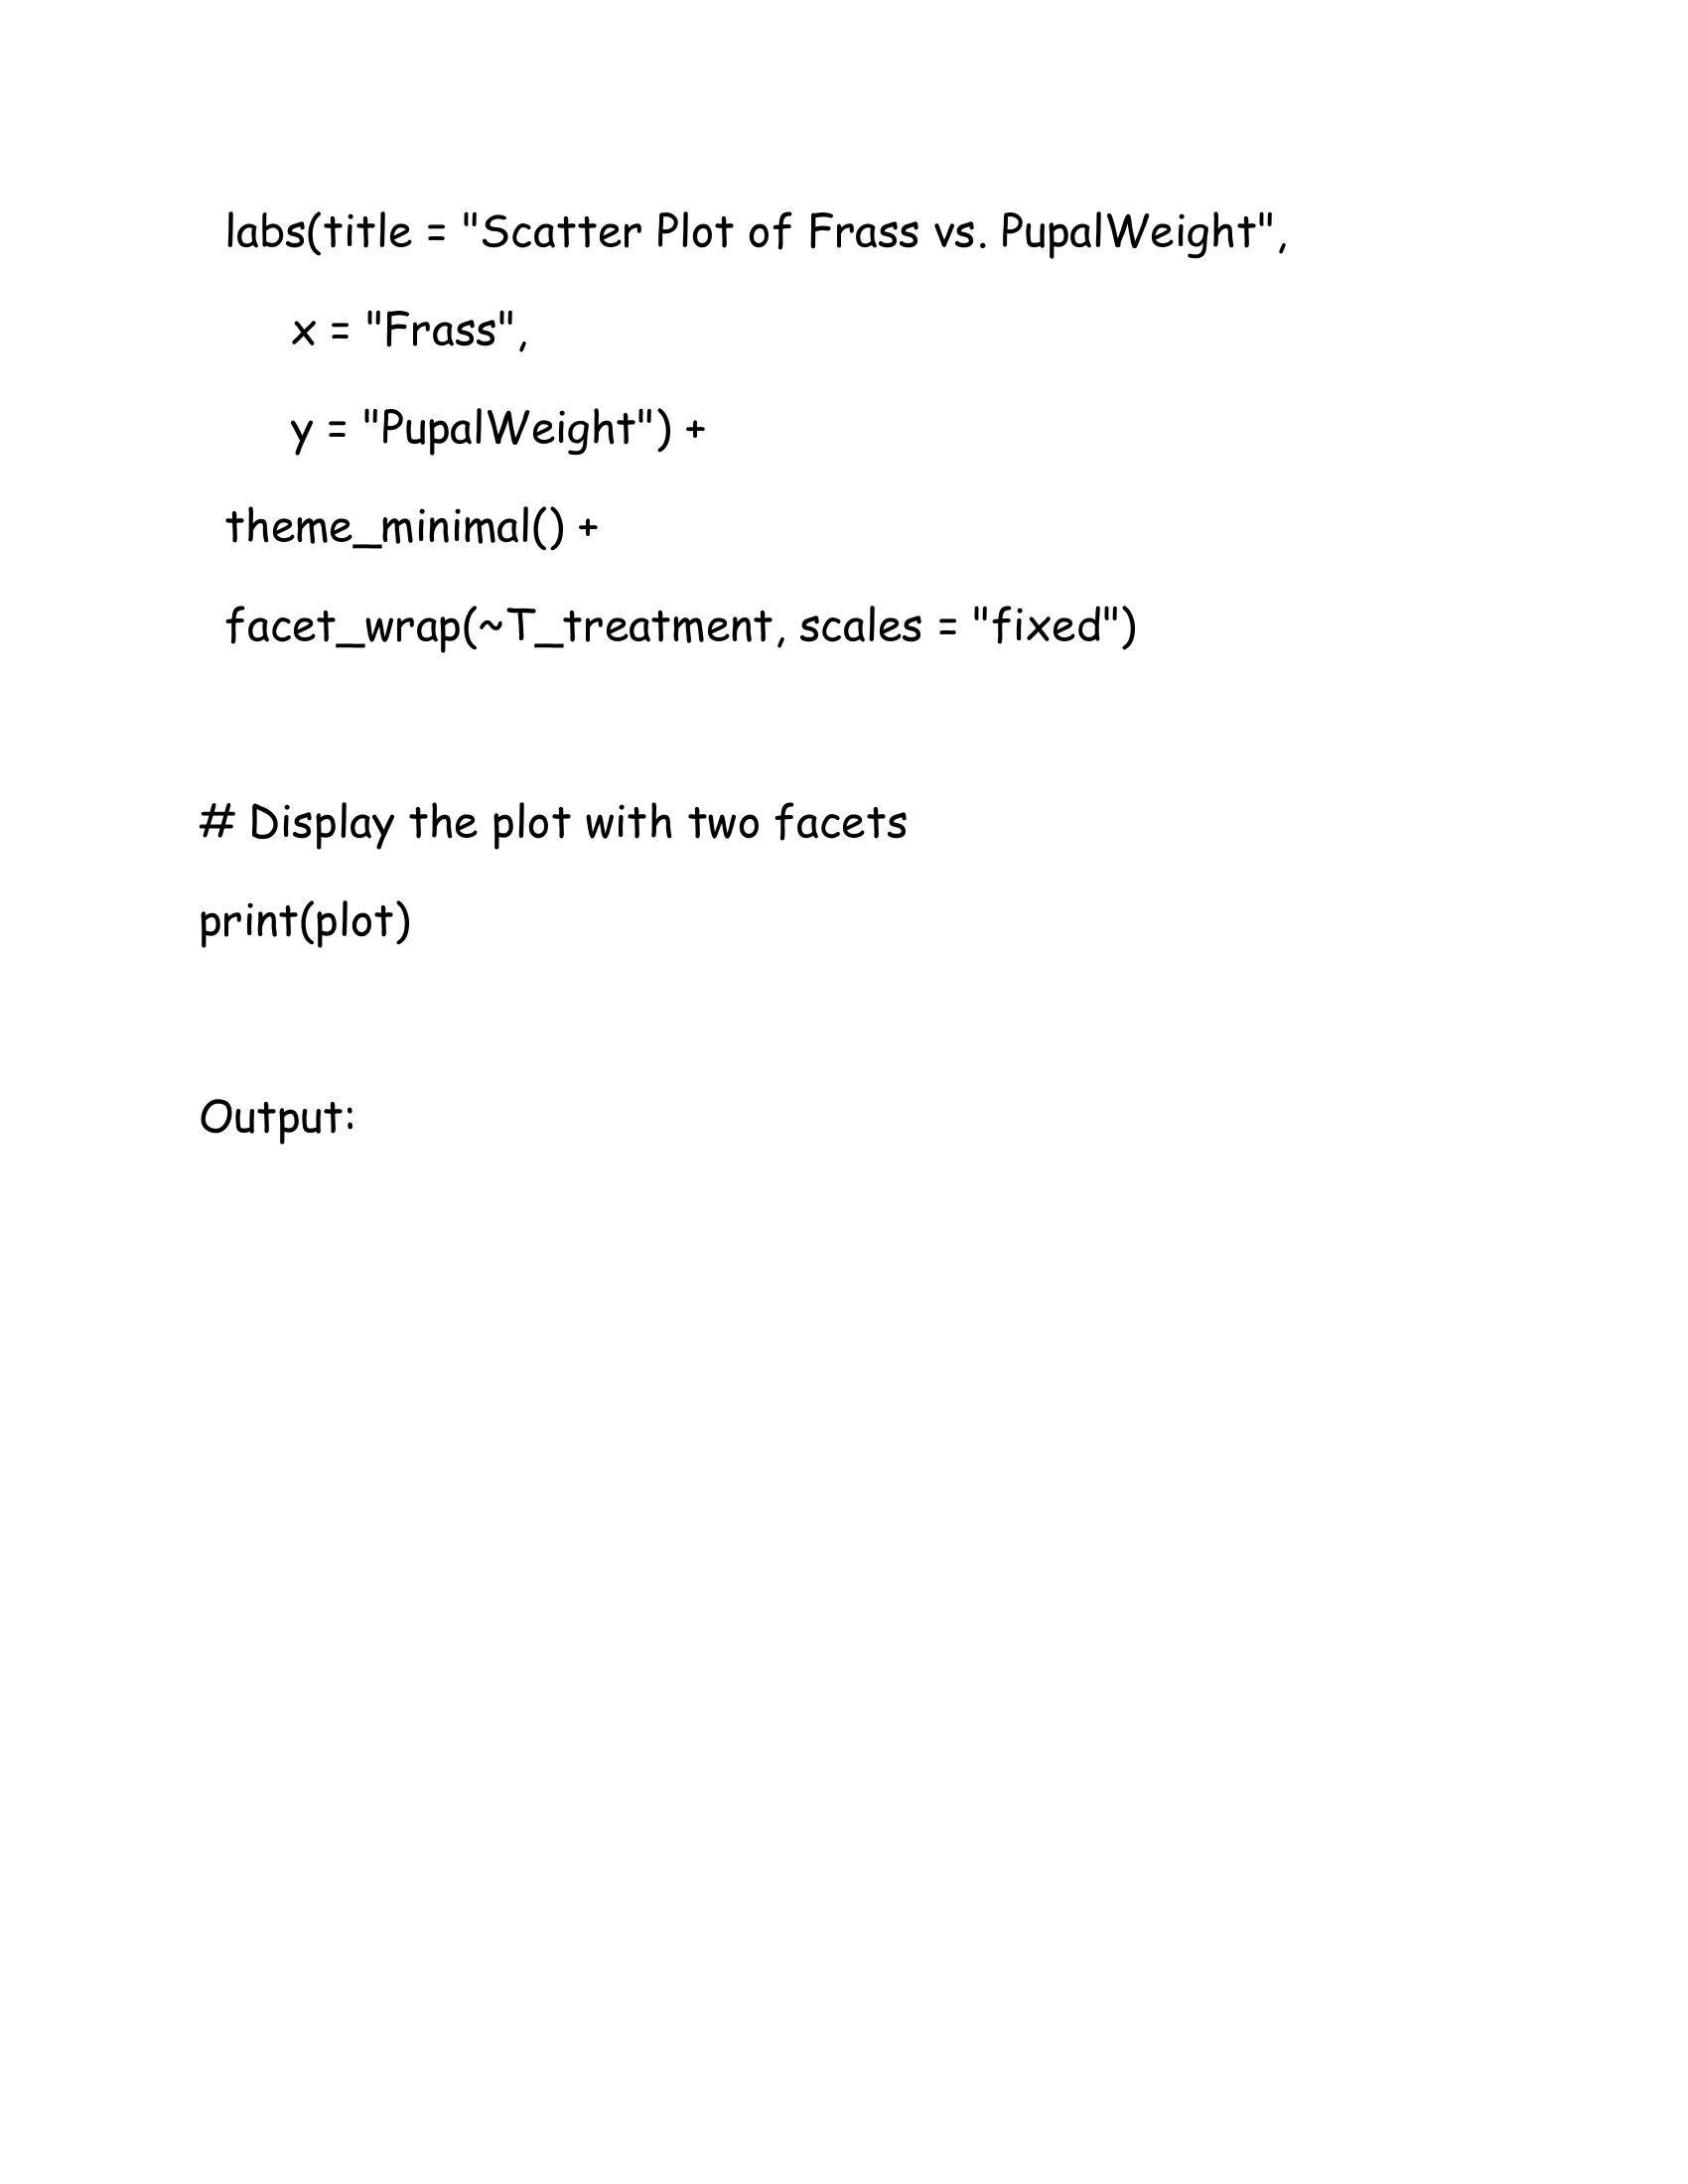 labs(title = "Scatter Plot of Frass vs. PupalWeight",
x = "Frass",
y = "PupalWeight") +
theme_minimal() +
facet_wrap(~T_treatment, scales = "fixed")
# Display the plot with two facets
print(plot)
Output: